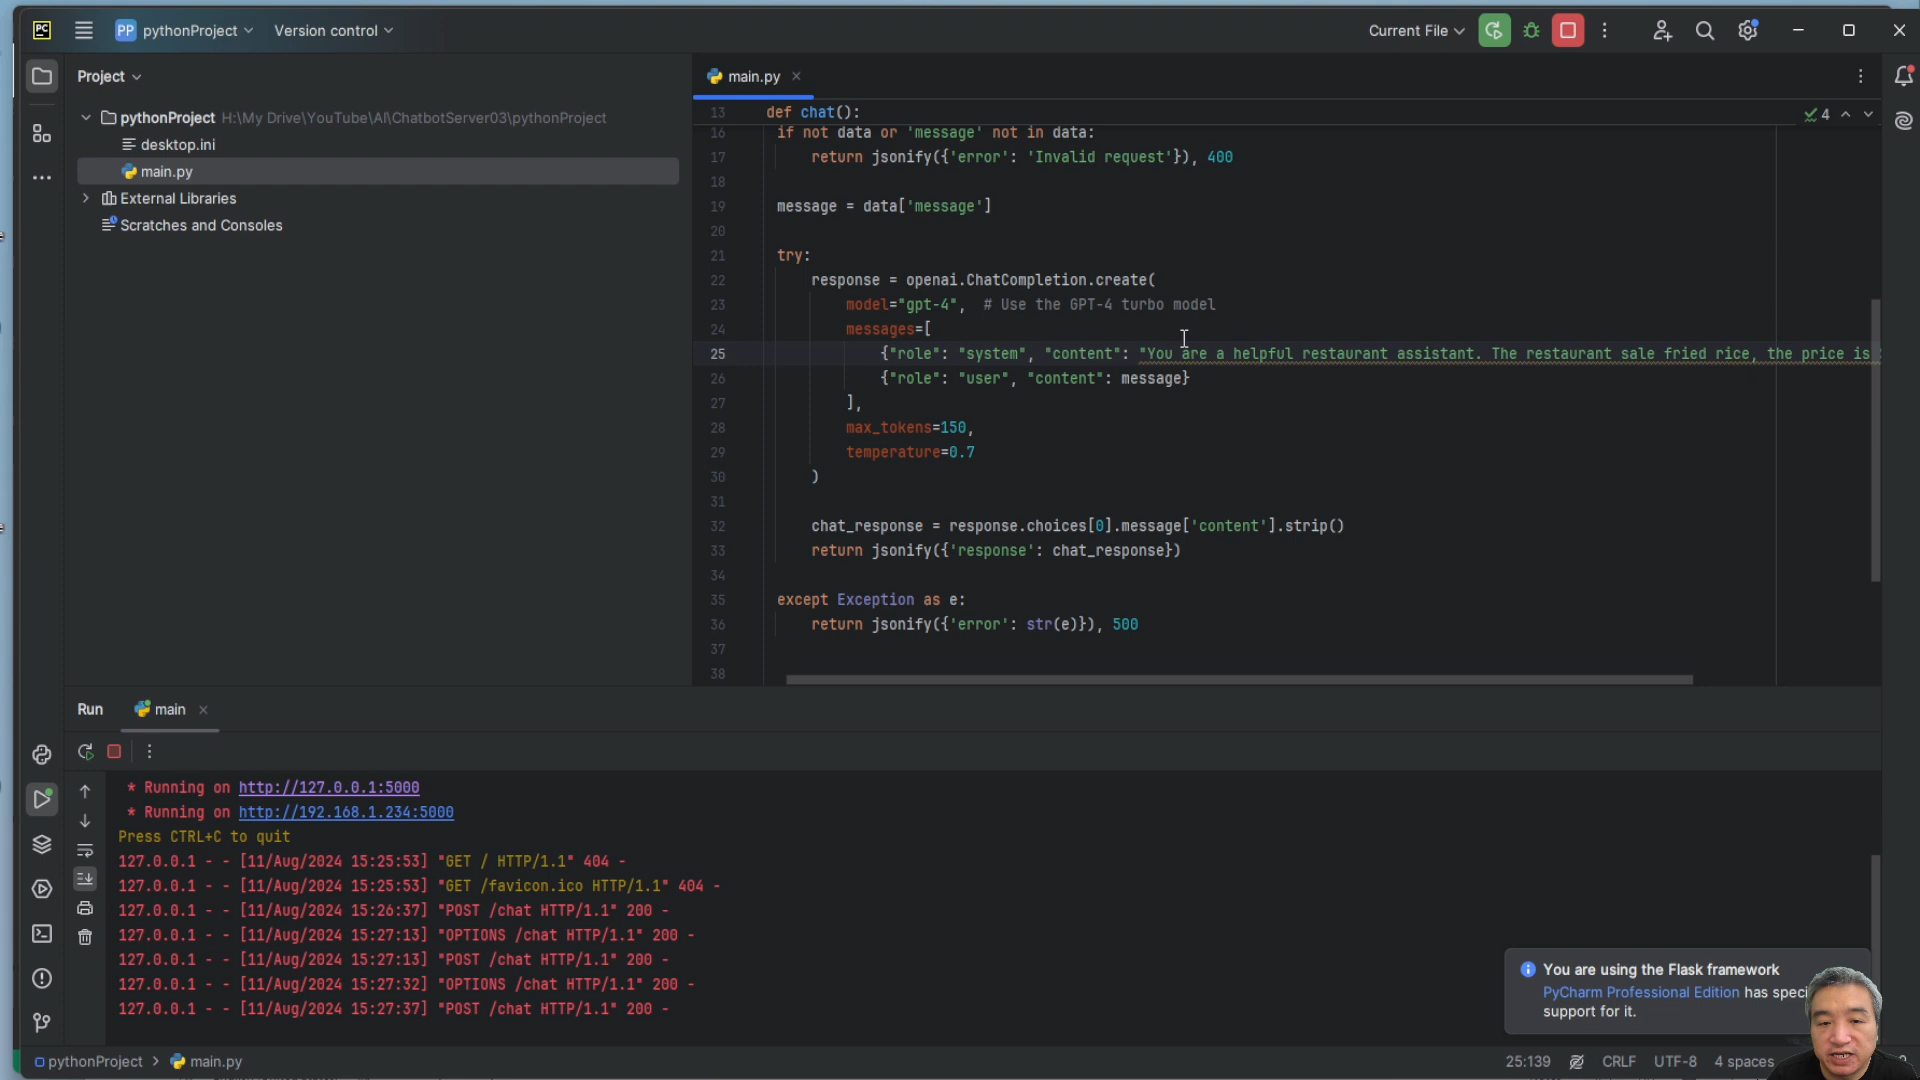 PC
PP pythonProject
Version control
Current File
Project
pythonProject H:\My Drive\YouTube\AI\ChatbotServer03\pythonProject
desktop.ini
main.py
External Libraries
Scratches and Consoles
main.py
4
13 def chat():
16 if not data or 'message' not in data:
17 return jsonify({'error': 'Invalid request'}), 400
18
19 message = data['message']
20
21 try:
22 response = openai.ChatCompletion.create(
23 model="gpt-4", # Use the GPT-4 turbo model
24 messages=[
25 {"role": "system", "content": "You are a helpful restaurant assistant. The restaurant sale fried rice, the price is
26 {"role": "user", "content": message}
27 ],
28 max_tokens=150,
29 temperature=0.7
30 )
31
32 chat_response = response.choices[0].message['content'].strip()
33 return jsonify({'response': chat_response})
34
35 except Exception as e:
36 return jsonify({'error': str(e)}), 500
37
38
Run main
* Running on http://127.0.0.1:5000
* Running on http://192.168.1.234:5000
Press CTRL+C to quit
127.0.0.1 - - [11/Aug/2024 15:25:53] "GET / HTTP/1.1" 404 -
127.0.0.1 - - [11/Aug/2024 15:25:53] "GET /favicon.ico HTTP/1.1" 404 -
127.0.0.1 - - [11/Aug/2024 15:26:37] "POST /chat HTTP/1.1" 200 -
127.0.0.1 - - [11/Aug/2024 15:27:13] "OPTIONS /chat HTTP/1.1" 200 -
127.0.0.1 - - [11/Aug/2024 15:27:13] "POST /chat HTTP/1.1" 200 -
127.0.0.1 - - [11/Aug/2024 15:27:32] "OPTIONS /chat HTTP/1.1" 200 -
127.0.0.1 - - [11/Aug/2024 15:27:37] "POST /chat HTTP/1.1" 200 -
You are using the Flask framework
PyCharm Professional Edition has speci
support for it.
pythonProject > main.py
25:139 CRLF UTF-8 4 spaces